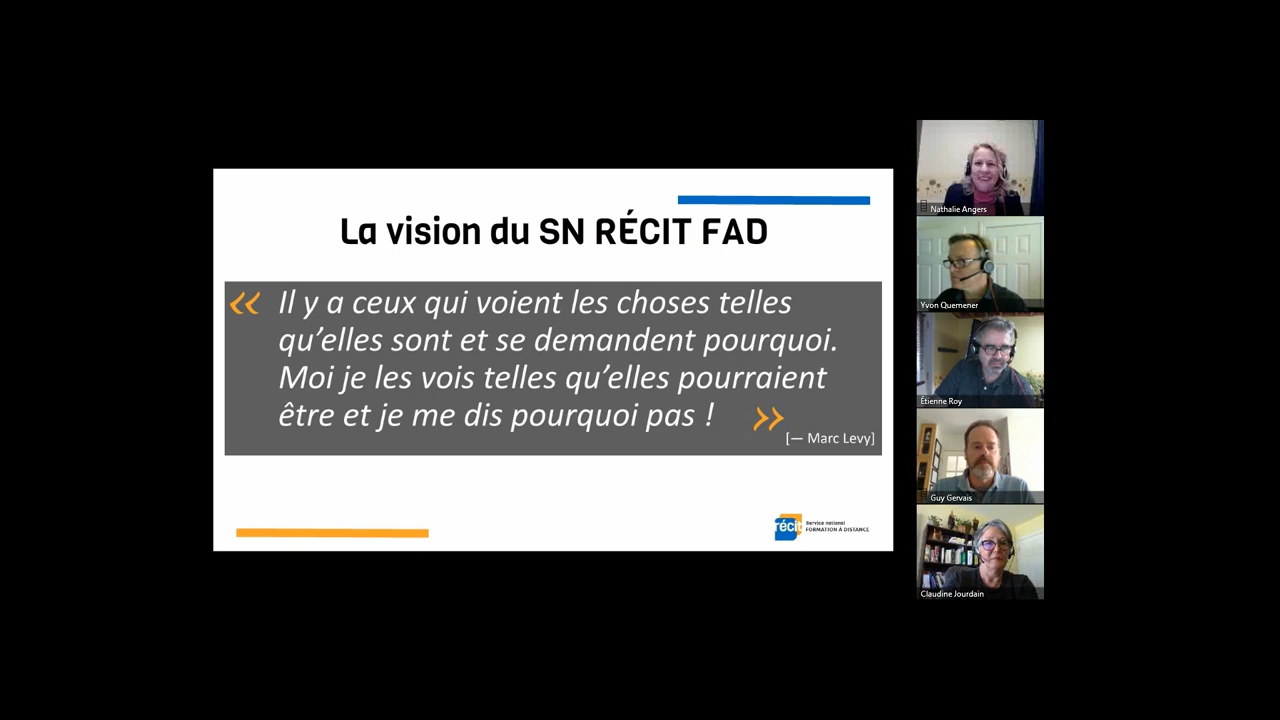 La vision du SN RÉCIT FAD
« Il y a ceux qui voient les choses telles
qu’elles sont et se demandent pourquoi.
Moi je les vois telles qu’elles pourraient
être et je me dis pourquoi pas ! »
[— Marc Levy]
récit
Service national
FORMATION À DISTANCE
Nathalie Angers
Yvon Quemener
Étienne Roy
Guy Gervais
Claudine Jourdain